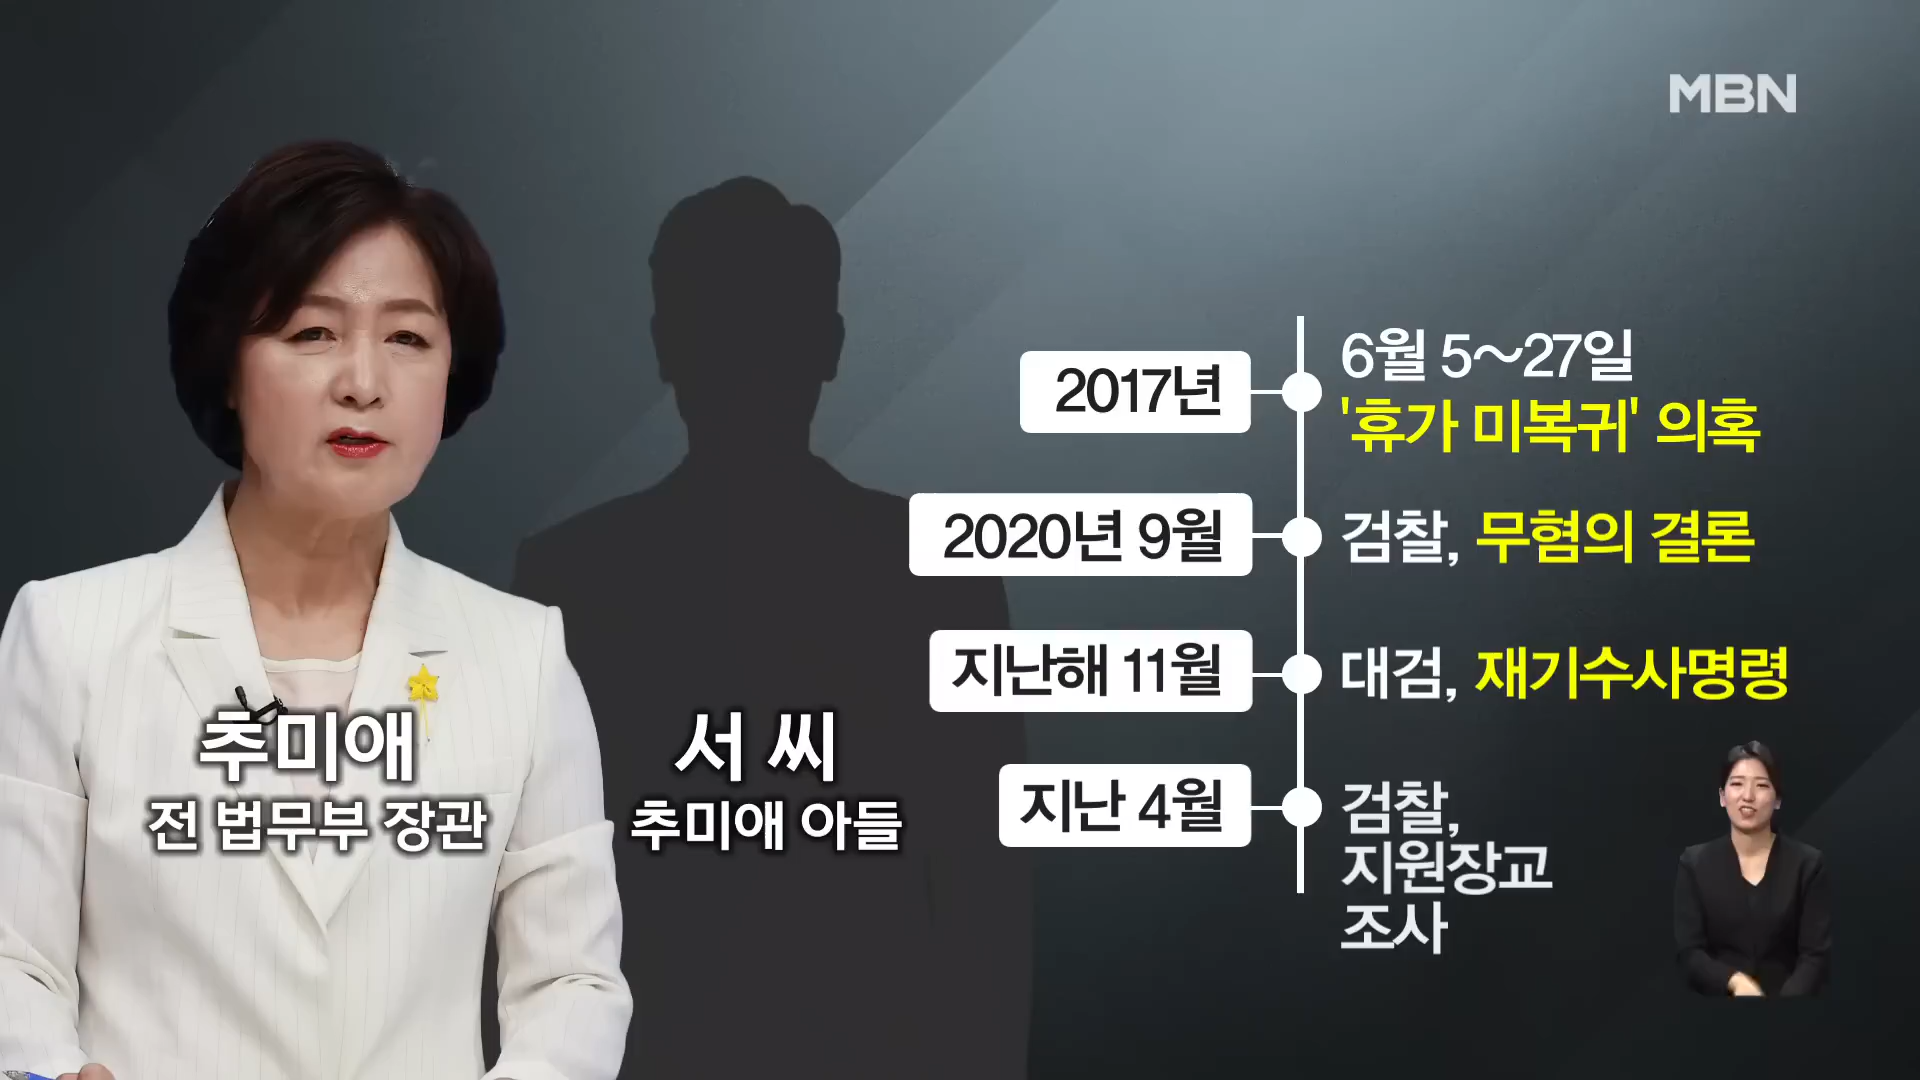 MBN
2017년
6월 5~27일
'휴가 미복귀' 의혹
2020년 9월
검찰, 무혐의 결론
지난해 11월
대검, 재기수사명령
지난 4월
검찰,
지원장교
조사
추미애
전 법무부 장관
서 씨
추미애 아들